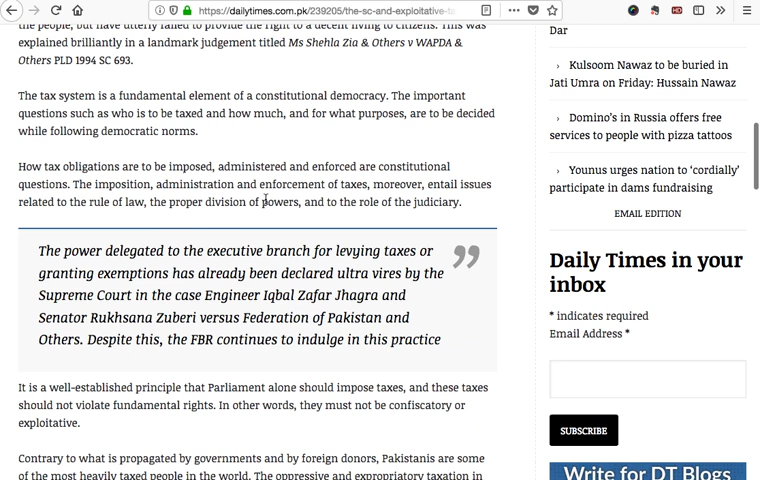 https://dailytimes.com.pk/239205/the-sc-and-exploitative-ta
the people, but have utterly failed to provide the right to a decent living to citizens. This was
explained brilliantly in a landmark judgement titled Ms Shehla Zia & Others v WAPDA &
Others PLD 1994 SC 693.
The tax system is a fundamental element of a constitutional democracy. The important
questions such as who is to be taxed and how much, and for what purposes, are to be decided
while following democratic norms.
How tax obligations are to be imposed, administered and enforced are constitutional
questions. The imposition, administration and enforcement of taxes, moreover, entail issues
related to the rule of law, the proper division of powers, and to the role of the judiciary.
The power delegated to the executive branch for levying taxes or
granting exemptions has already been declared ultra vires by the
Supreme Court in the case Engineer Iqbal Zafar Jhagra and
Senator Rukhsana Zuberi versus Federation of Pakistan and
Others. Despite this, the FBR continues to indulge in this practice
”
It is a well-established principle that Parliament alone should impose taxes, and these taxes
should not violate fundamental rights. In other words, they must not be confiscatory or
exploitative.
Contrary to what is propagated by governments and by foreign donors, Pakistanis are some
of the most heavily taxed people in the world. The oppressive and expropriatory taxation in
Dar
› Kulsoom Nawaz to be buried in
Jati Umra on Friday: Hussain Nawaz
› Domino’s in Russia offers free
services to people with pizza tattoos
› Younus urges nation to ‘cordially’
participate in dams fundraising
EMAIL EDITION
Daily Times in your
inbox
* indicates required
Email Address *
SUBSCRIBE
Write for DT Blogs